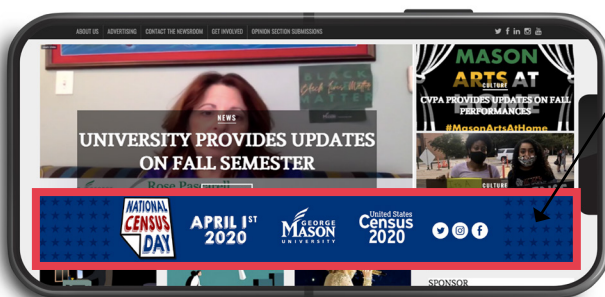 ABOUT US ADVERTISING CONTACT THE NEWSROOM GET INVOLVED OPINION SECTION SUBMISSIONS
BLACK
MATTER
NEWS
UNIVERSITY PROVIDES UPDATES
ON FALL SEMESTER
Rose Pascarell
MASON
ARTS AT
CULTURE
CVPA PROVIDES UPDATES ON FALL
PERFORMANCES
#MasonArtsAtHome
CULTURE
NATIONAL
CENSUS
DAY
APRIL 1ST
2020
GEORGE
MASON
UNIVERSITY
United States
Census
2020
SPONSOR